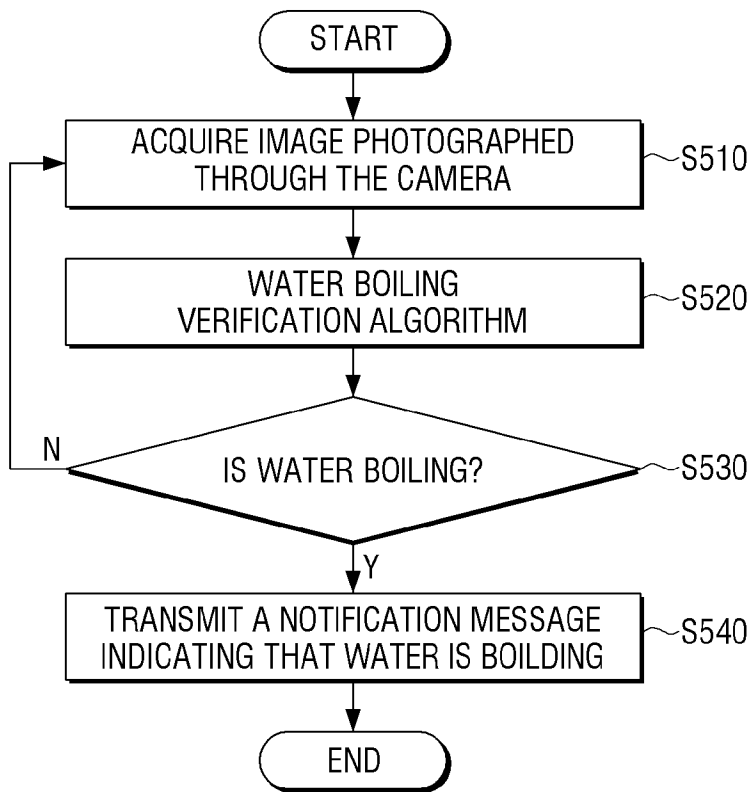 START
ACQUIRE IMAGE PHOTOGRAPHED
THROUGH THE CAMERA
S510
WATER BOILING
VERIFICATION ALGORITHM
S520
IS WATER BOILING?
S530
N
Y
TRANSMIT A NOTIFICATION MESSAGE
INDICATING THAT WATER IS BOILDING
S540
END